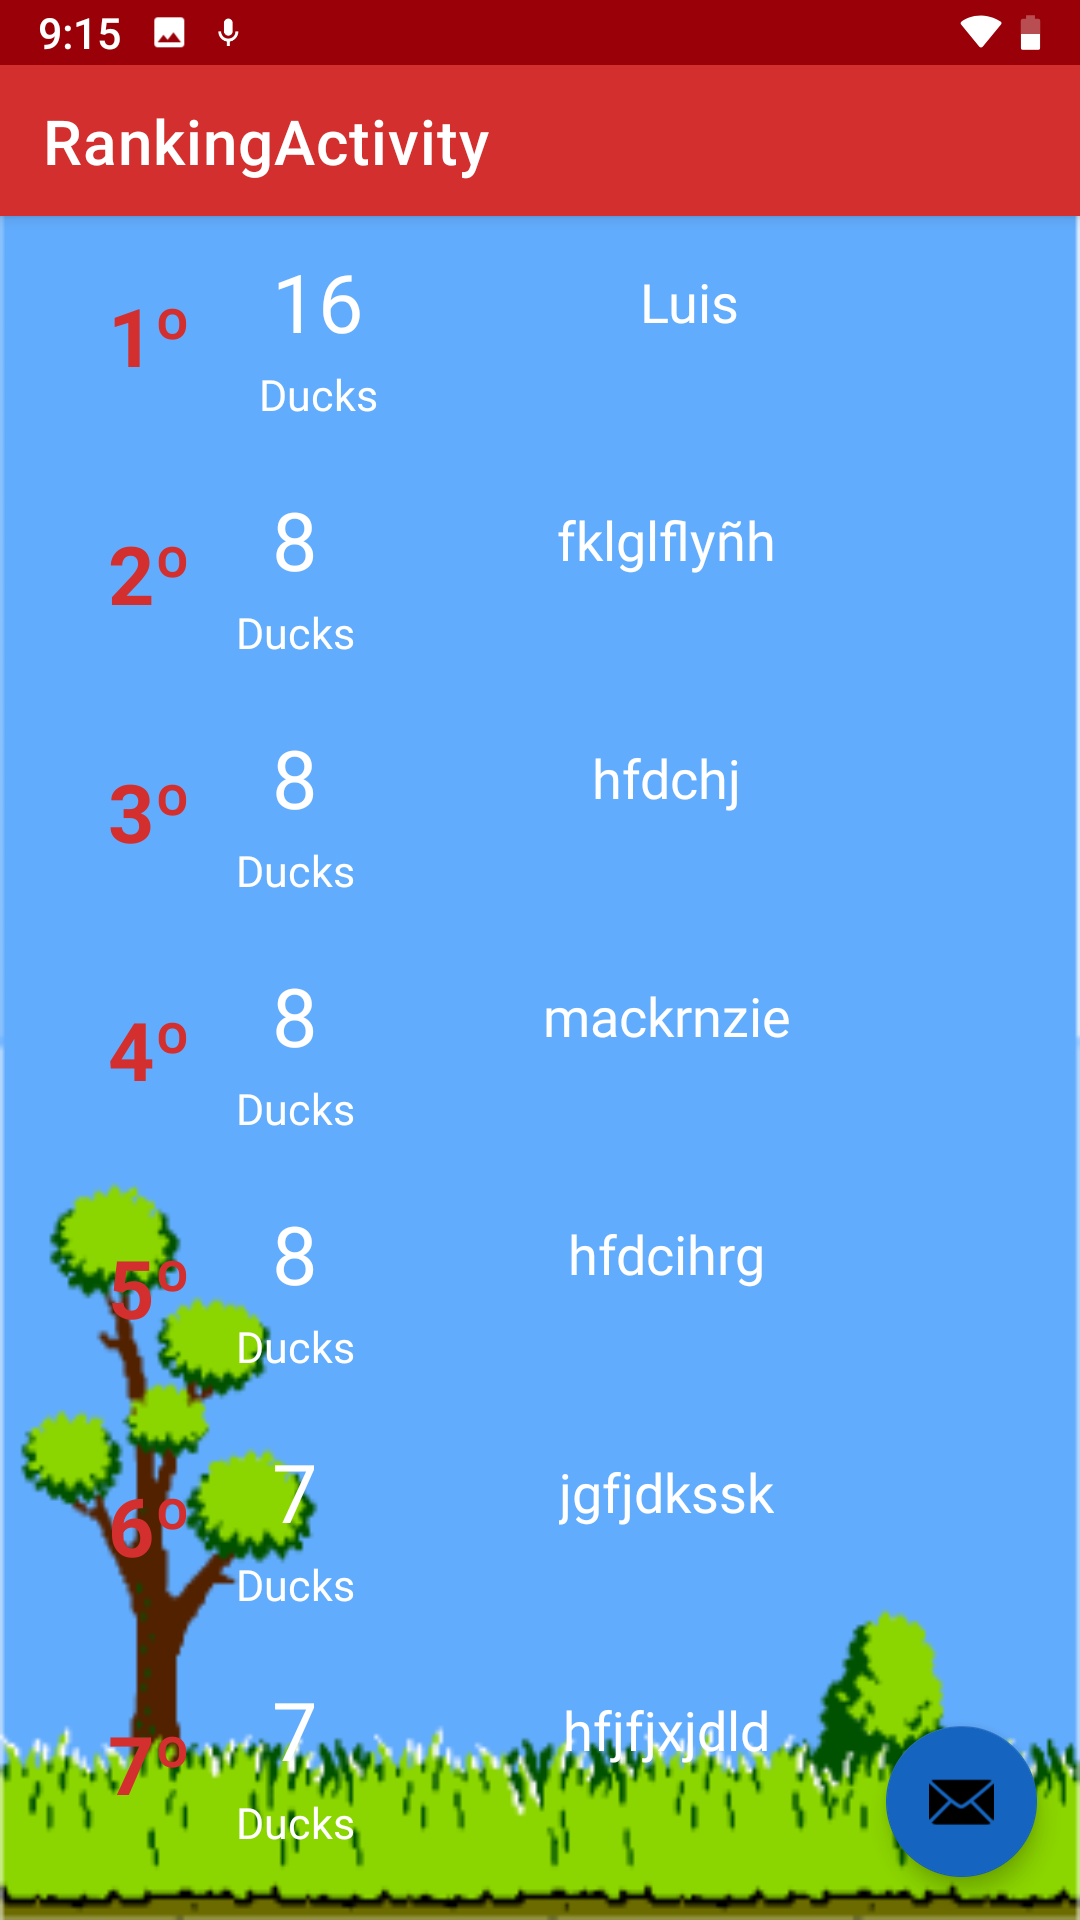 9:15
RankingActivity
1º 16 Luis
Ducks
2º 8 fklglflyñh
Ducks
3º 8 hfdchj
Ducks
4º 8 mackrnzie
Ducks
5º 8 hfdcihrg
Ducks
6º 7 jgfjdkssk
Ducks
7º 7 hfjfjxjdld
Ducks